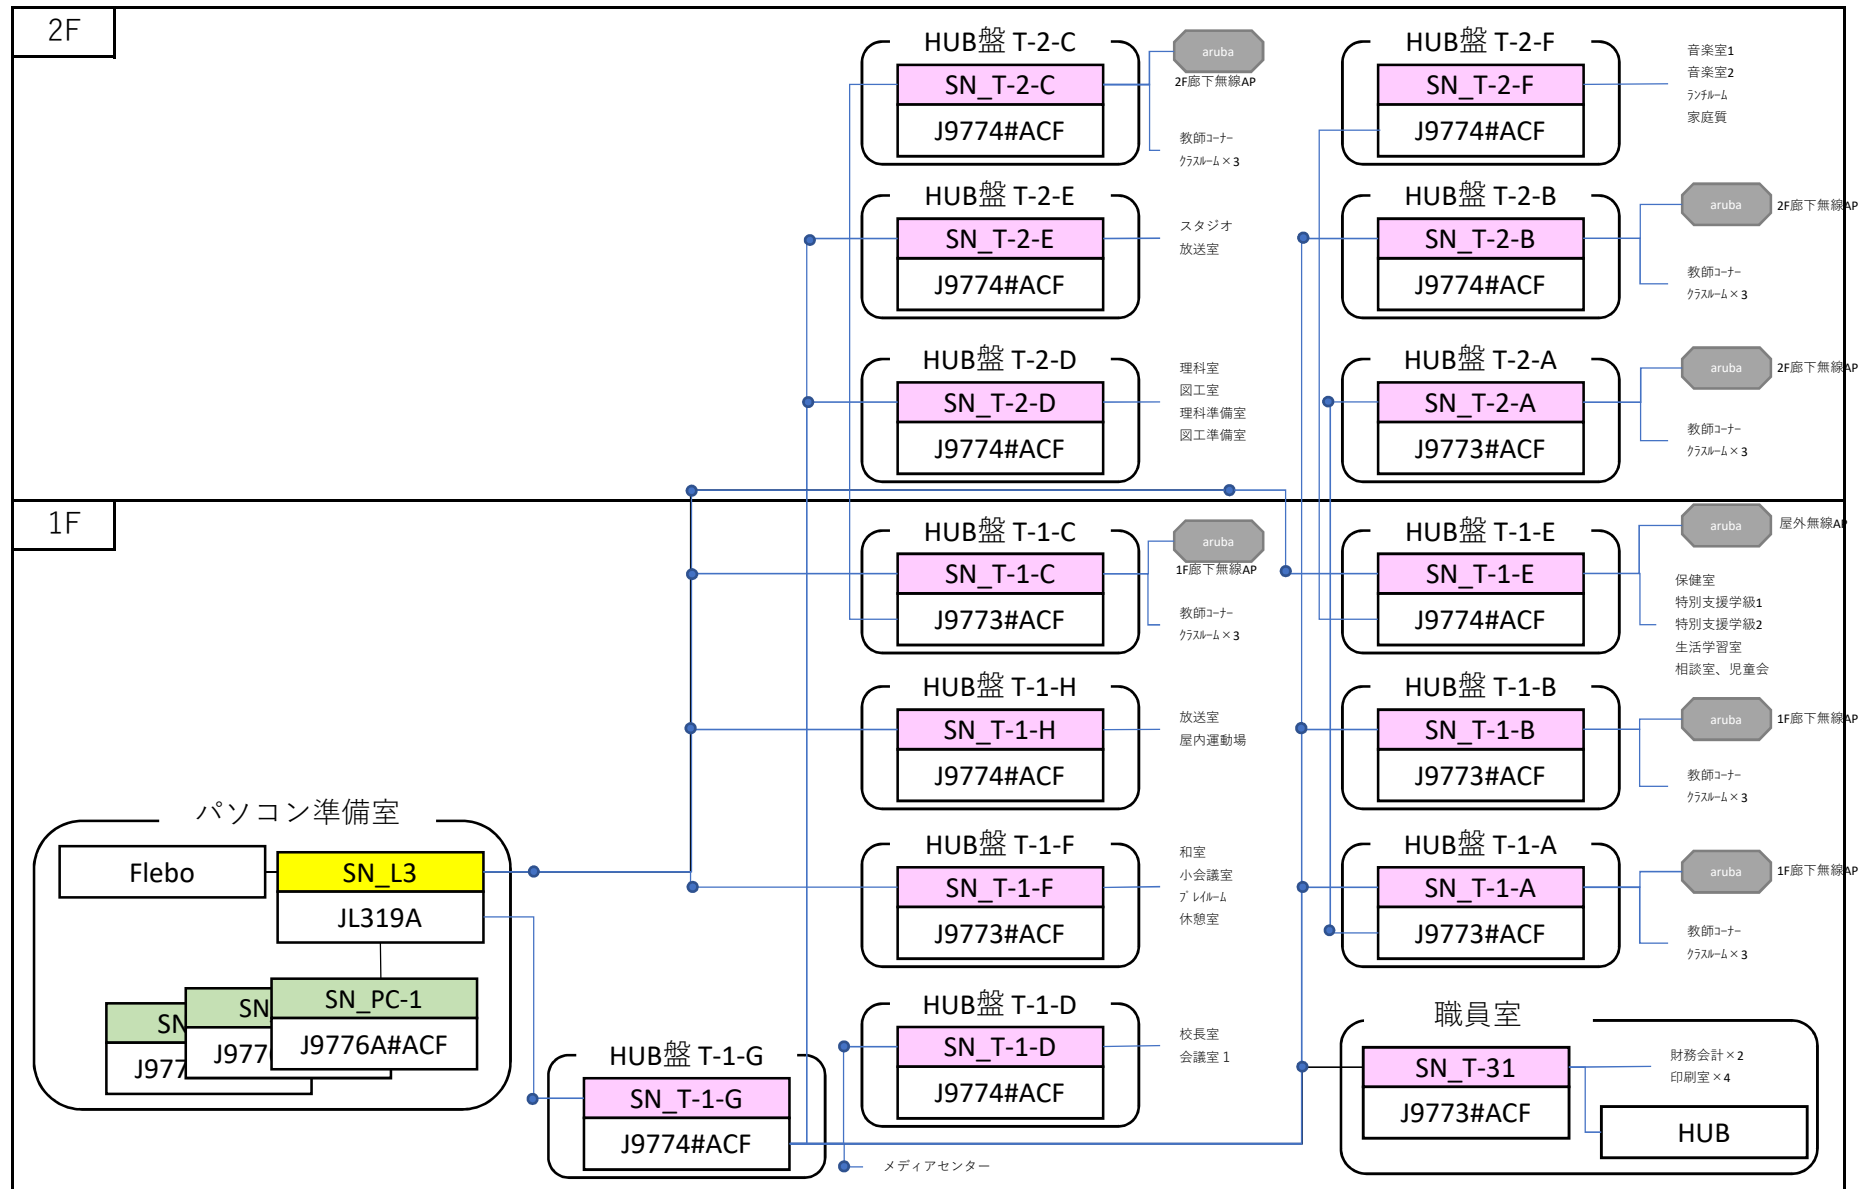 2F
HUB盤 T-2-C
SN_T-2-C
J9774#ACF
aruba
2F廊下無線AP
教師ｺｰﾅｰ
ｸﾗｽﾙｰﾑ×3
HUB盤 T-2-F
SN_T-2-F
J9774#ACF
音楽室1
音楽室2
ﾗﾝﾁﾙｰﾑ
家庭質
HUB盤 T-2-E
SN_T-2-E
J9774#ACF
スタジオ
放送室
HUB盤 T-2-B
SN_T-2-B
J9774#ACF
aruba
2F廊下無線AP
教師ｺｰﾅｰ
ｸﾗｽﾙｰﾑ×3
HUB盤 T-2-D
SN_T-2-D
J9774#ACF
理科室
図工室
理科準備室
図工準備室
HUB盤 T-2-A
SN_T-2-A
J9773#ACF
aruba
2F廊下無線AP
教師ｺｰﾅｰ
ｸﾗｽﾙｰﾑ×3
1F
HUB盤 T-1-C
SN_T-1-C
J9773#ACF
aruba
1F廊下無線AP
教師ｺｰﾅｰ
ｸﾗｽﾙｰﾑ×3
HUB盤 T-1-E
SN_T-1-E
J9774#ACF
aruba
屋外無線AP
保健室
特別支援学級1
特別支援学級2
生活学習室
相談室、児童会
HUB盤 T-1-H
SN_T-1-H
J9774#ACF
放送室
屋内運動場
HUB盤 T-1-B
SN_T-1-B
J9773#ACF
aruba
1F廊下無線AP
教師ｺｰﾅｰ
ｸﾗｽﾙｰﾑ×3
パソコン準備室
Flebo
SN_L3
JL319A
SN_PC-1
J9776A#ACF
SN
J977
SN
J977
HUB盤 T-1-F
SN_T-1-F
J9773#ACF
和室
小会議室
ﾌﾟﾚｲﾙｰﾑ
休憩室
HUB盤 T-1-A
SN_T-1-A
J9773#ACF
aruba
1F廊下無線AP
教師ｺｰﾅｰ
ｸﾗｽﾙｰﾑ×3
HUB盤 T-1-G
SN_T-1-G
J9774#ACF
HUB盤 T-1-D
SN_T-1-D
J9774#ACF
校長室
会議室１
メディアセンター
職員室
SN_T-31
J9773#ACF
財務会計×2
印刷室×4
HUB